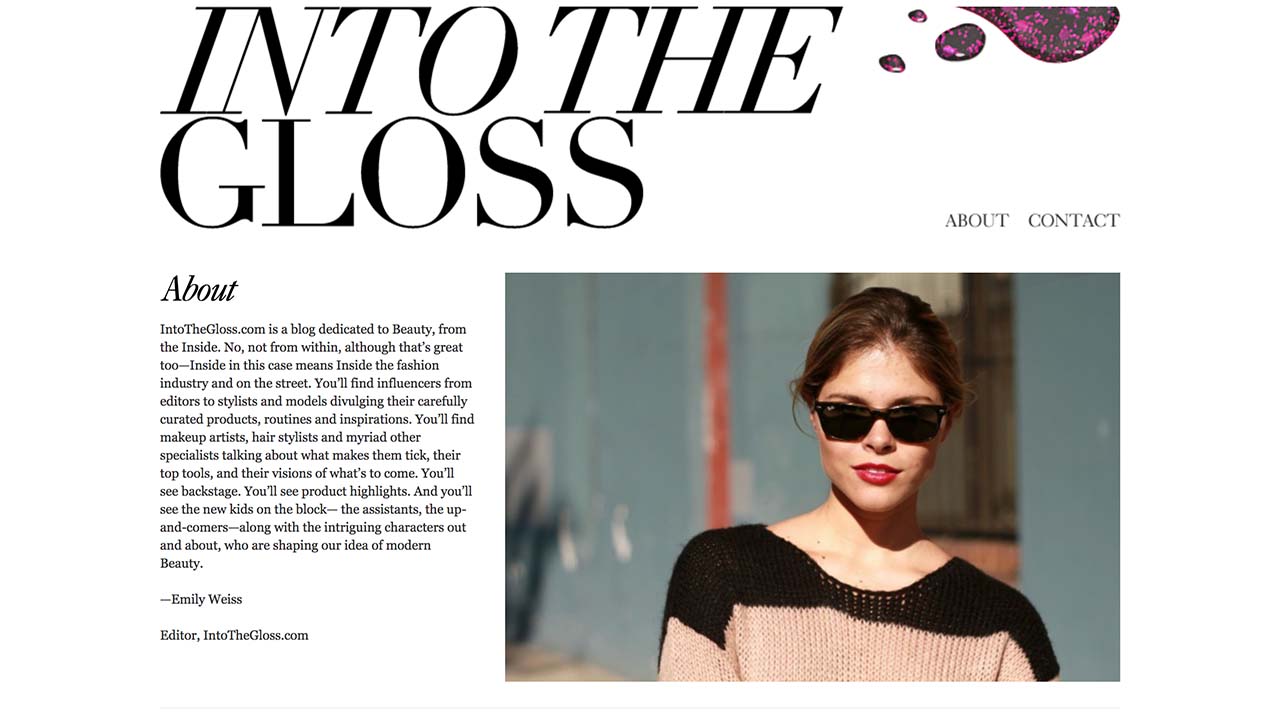 INTO THE
GLOSS
ABOUT CONTACT
About
IntoTheGloss.com is a blog dedicated to Beauty, from
the Inside. No, not from within, although that’s great
too—Inside in this case means Inside the fashion
industry and on the street. You’ll find influencers from
editors to stylists and models divulging their carefully
curated products, routines and inspirations. You’ll find
makeup artists, hair stylists and myriad other
specialists talking about what makes them tick, their
top tools, and their visions of what’s to come. You’ll
see backstage. You’ll see product highlights. And you’ll
see the new kids on the block— the assistants, the up-
and-comers—along with the intriguing characters out
and about, who are shaping our idea of modern
Beauty.
—Emily Weiss
Editor, IntoTheGloss.com